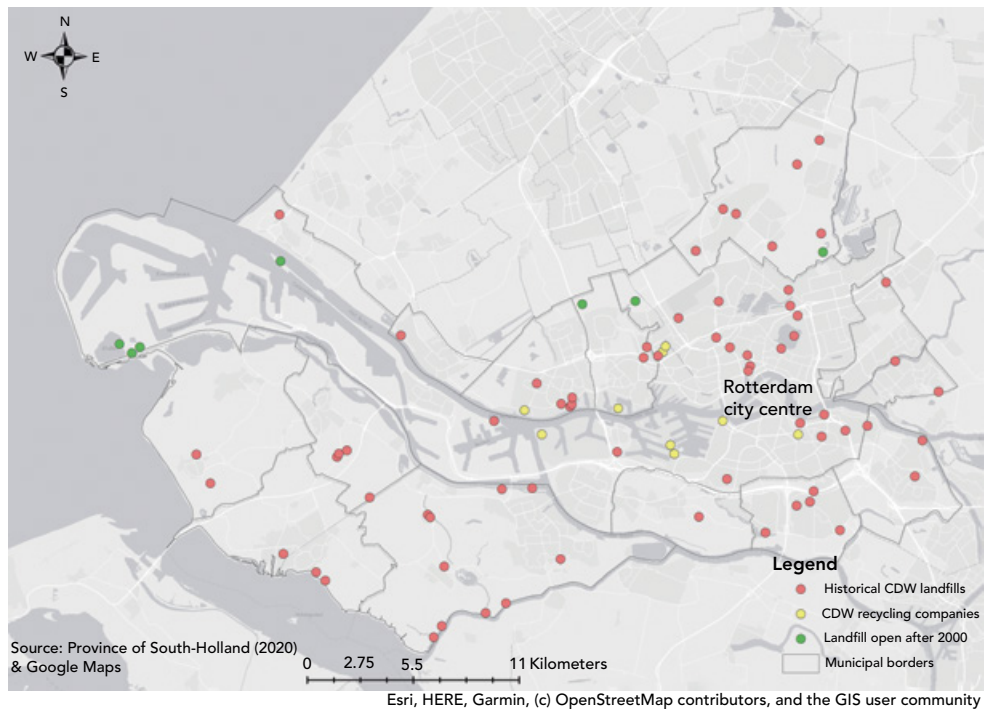 N
W E
S
Rotterdam
city centre
Legend
Historical CDW landfills
CDW recycling companies
Landfill open after 2000
Municipal borders
Source: Province of South-Holland (2020)
& Google Maps
0 2.75 5.5 11 Kilometers
Esri, HERE, Garmin, (c) OpenStreetMap contributors, and the GIS user community